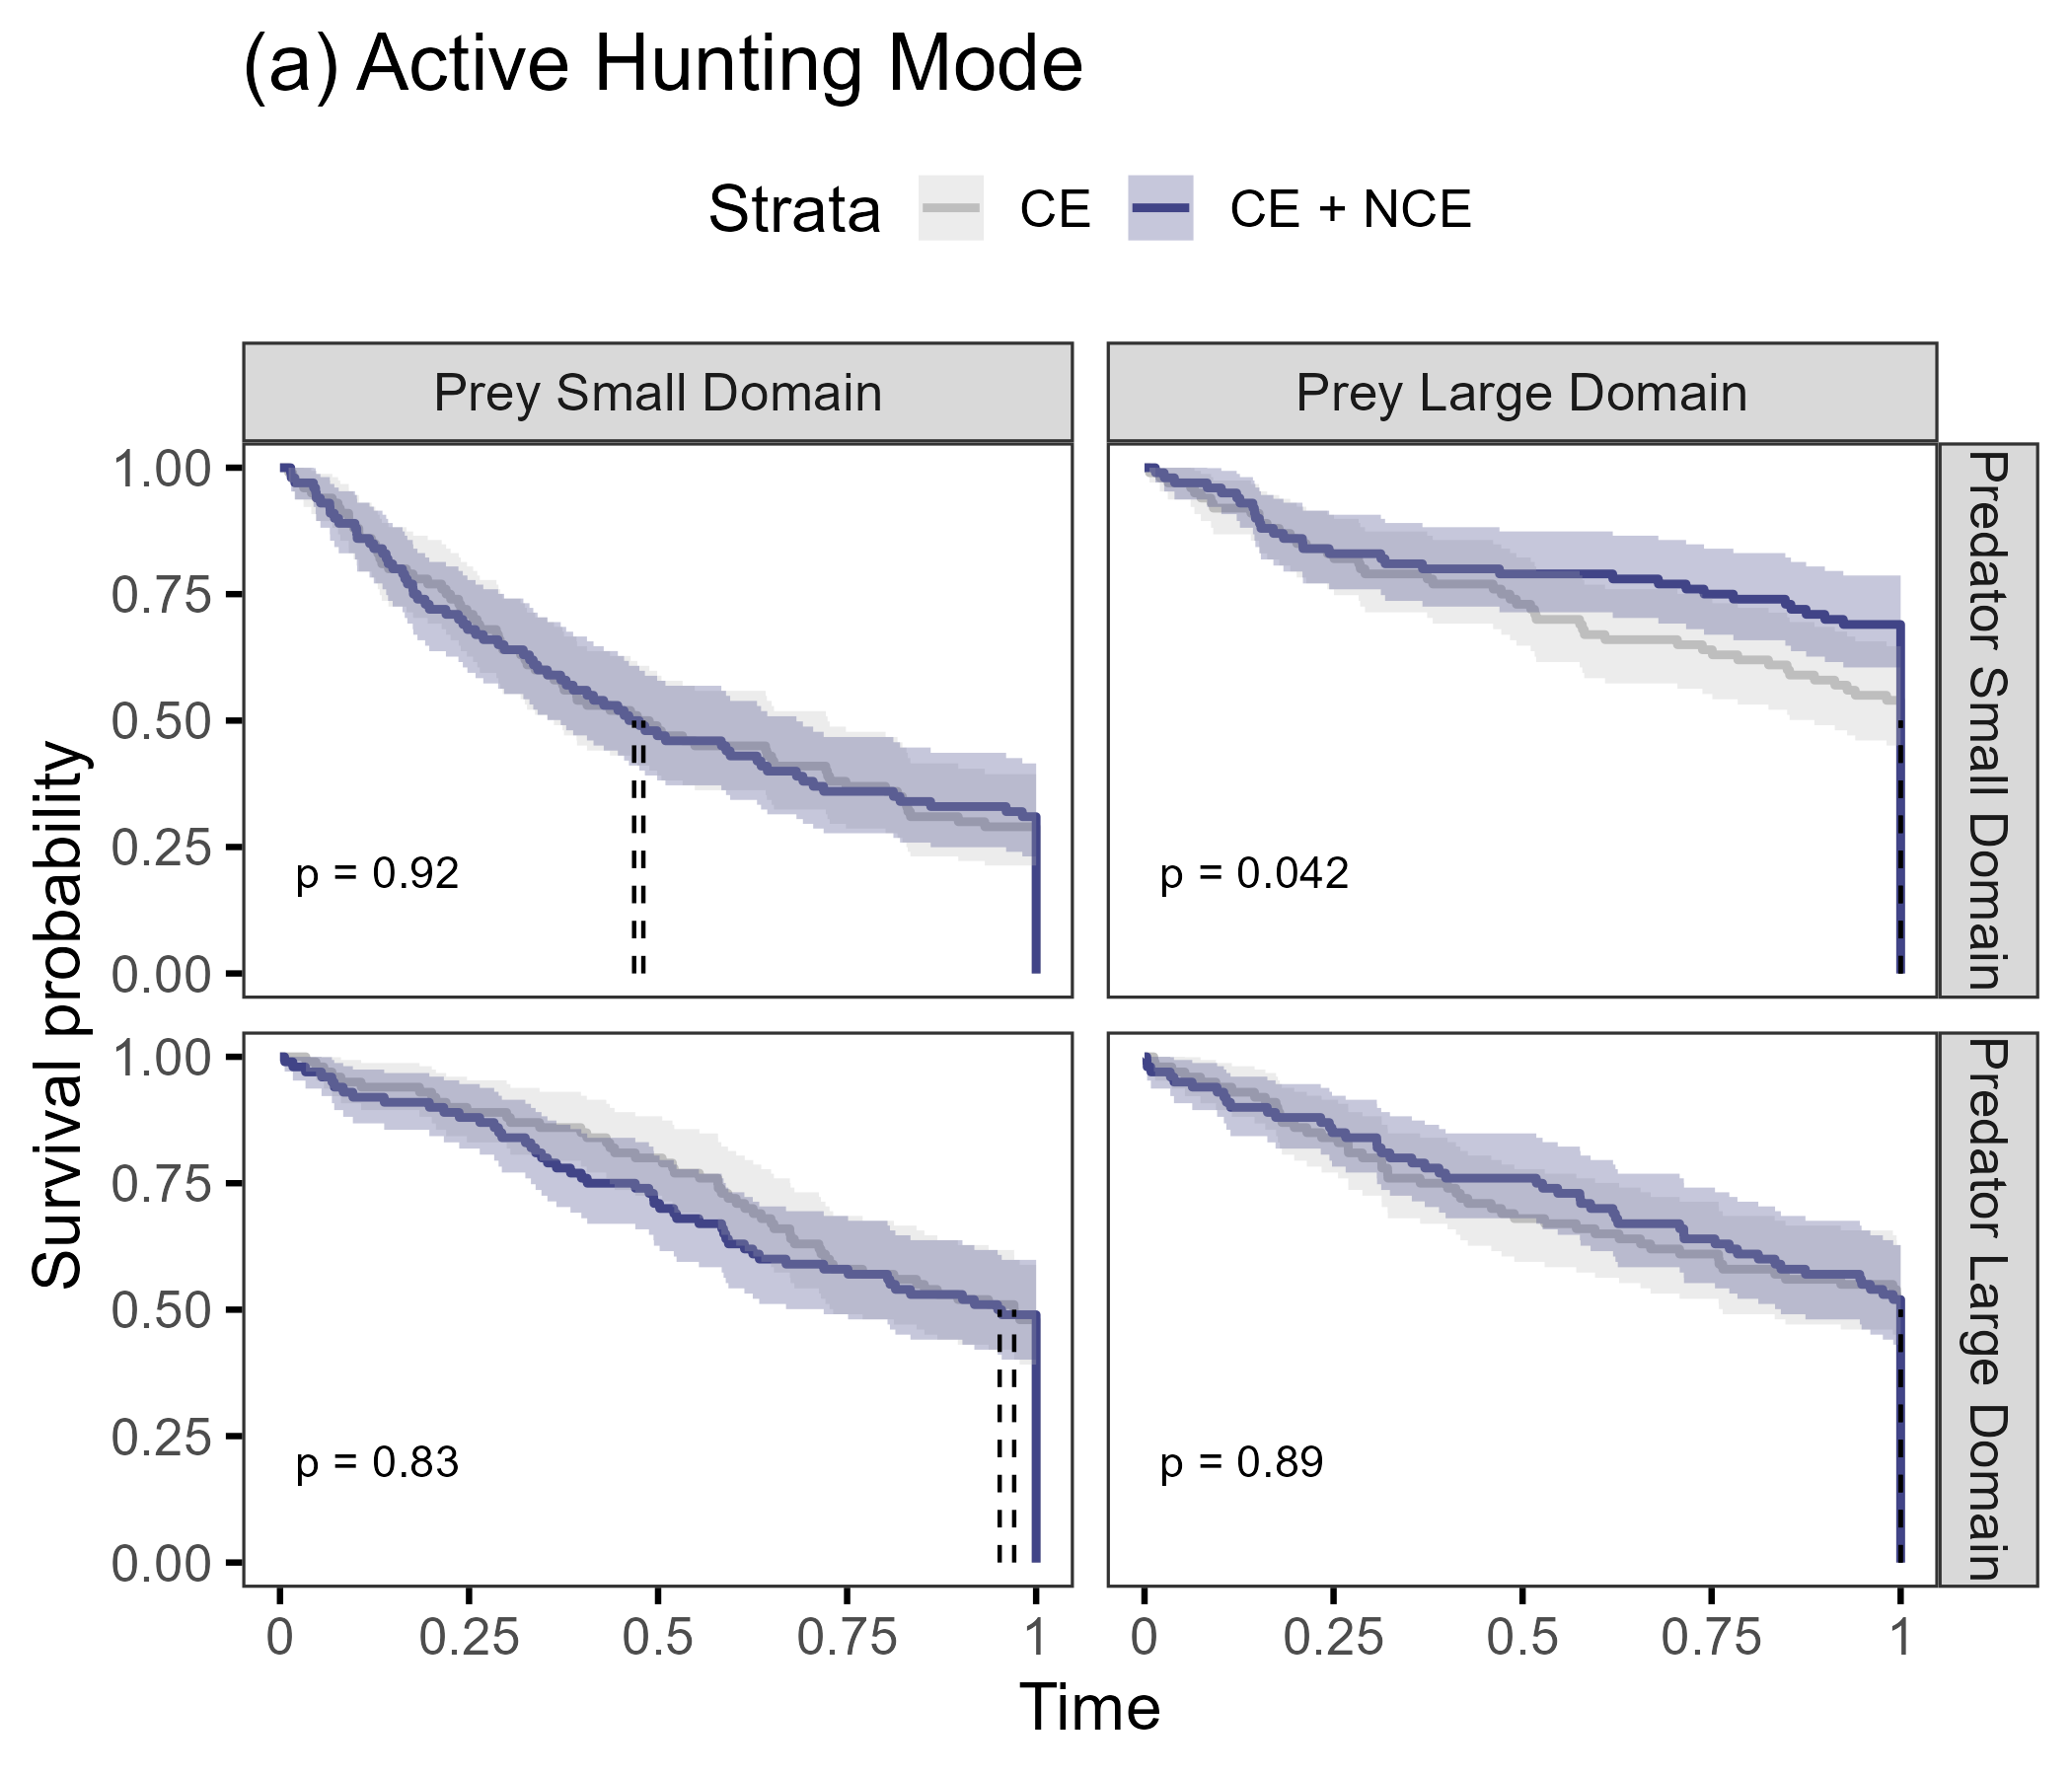 (a) Active Hunting Mode
Strata CE CE + NCE
Prey Small Domain Prey Large Domain
Survival probability
1.00
0.75
0.50
0.25
0.00
p = 0.92
p = 0.042
Predator Small Domain
1.00
0.75
0.50
0.25
0.00
p = 0.83
p = 0.89
Predator Large Domain
0 0.25 0.5 0.75 1 0 0.25 0.5 0.75 1
Time